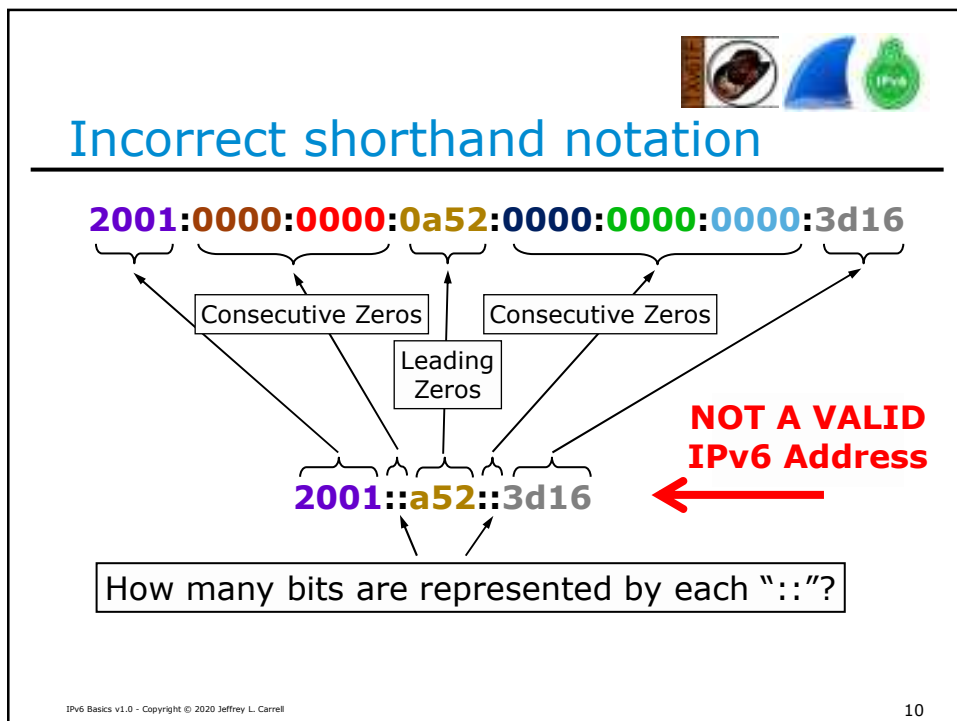 TXv6TF
IPv6
Incorrect shorthand notation
2001:0000:0000:0a52:0000:0000:0000:3d16
Consecutive Zeros
Consecutive Zeros
Leading
Zeros
NOT A VALID
IPv6 Address
2001::a52::3d16
How many bits are represented by each “::”?
IPv6 Basics v1.0 - Copyright © 2020 Jeffrey L. Carrell
10